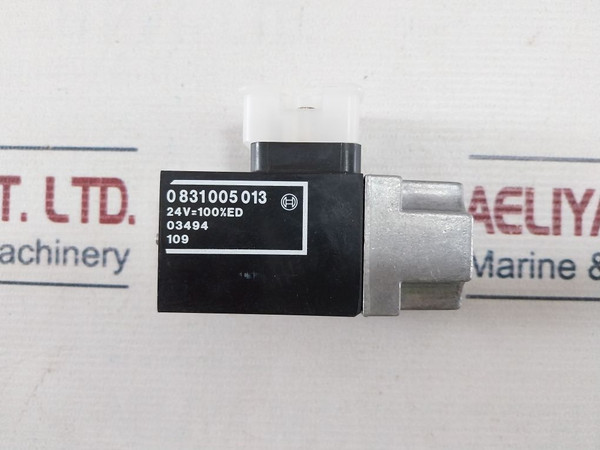 0 831 005 013
24V=100%ED
03494
109
T. LTD.
achinery
AELIYA
Marine &